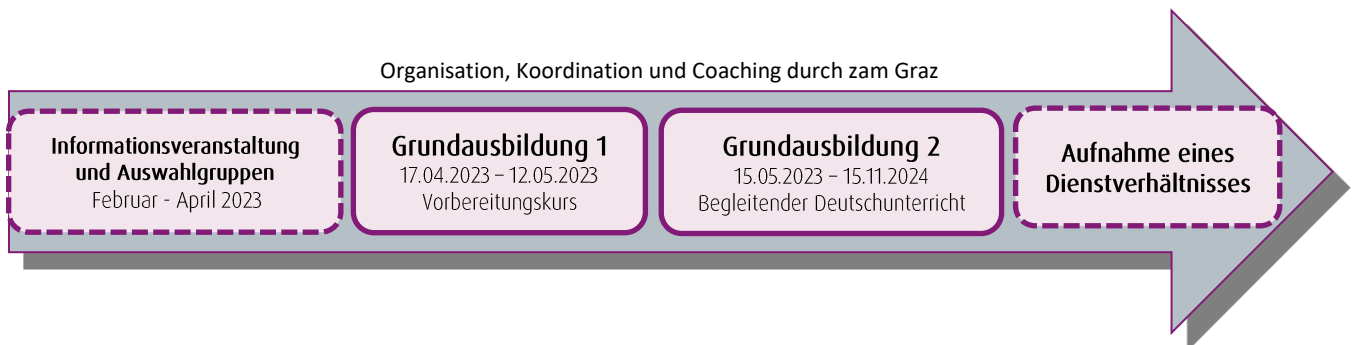 Organisation, Koordination und Coaching durch zam Graz
Informationsveranstaltung
und Auswahlgruppen
Februar - April 2023
Grundausbildung 1
17.04.2023 – 12.05.2023
Vorbereitungskurs
Grundausbildung 2
15.05.2023 – 15.11.2024
Begleitender Deutschunterricht
Aufnahme eines
Dienstverhältnisses